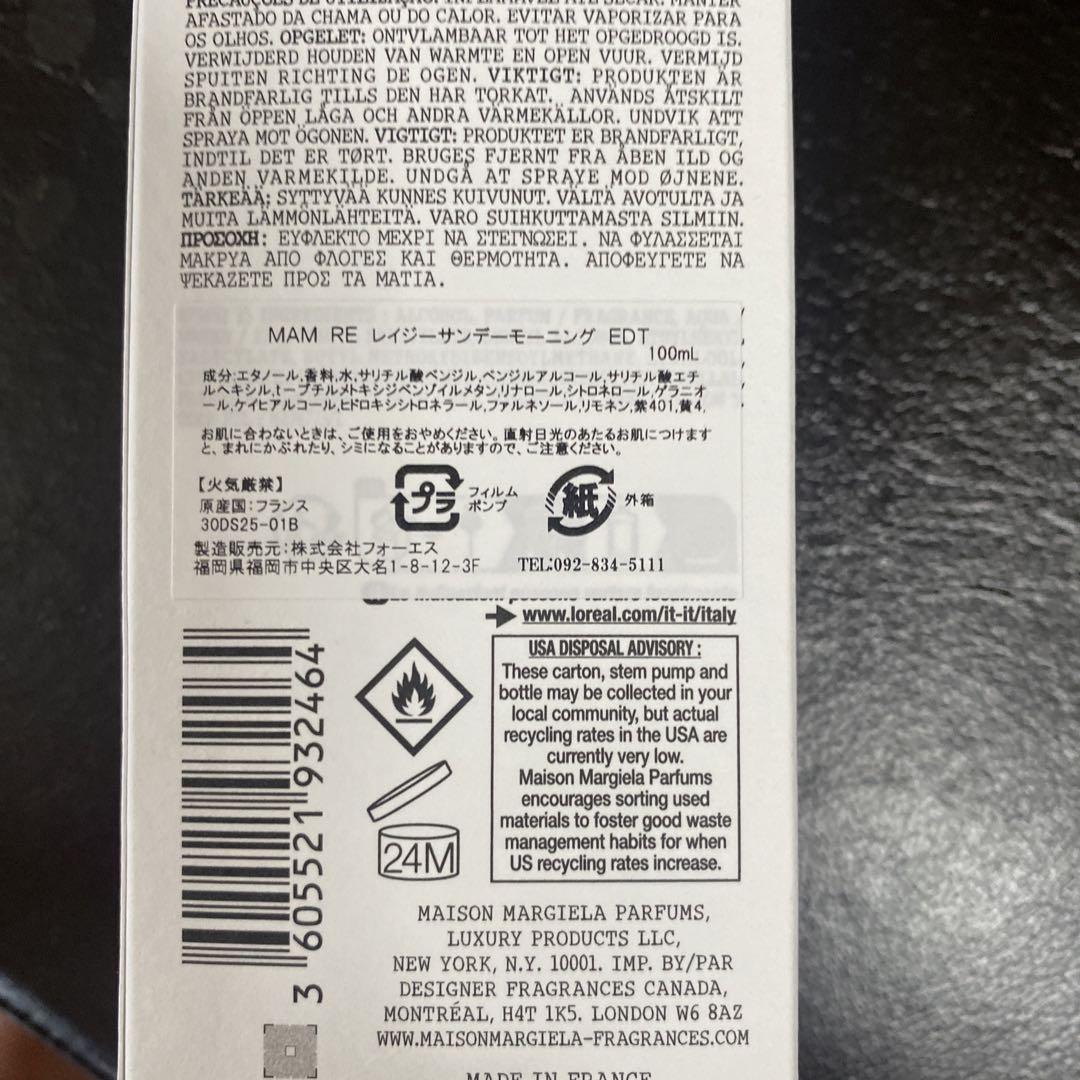 PRECAUÇÕES DE UTILIZAÇÃO: INFLAMÁVEL ATÉ SECAR. MANTER
AFASTADO DA CHAMA OU DO CALOR. EVITAR VAPORIZAR PARA
OS OLHOS. OPGELET: ONTVLAMBAAR TOT HET OPGEDROOGD IS.
VERWIJDERD HOUDEN VAN WARMTE EN OPEN VUUR. VERMIJD
SPUITEN RICHTING DE OGEN. VIKTIGT: PRODUKTEN ÄR
BRANDFARLIG TILLS DEN HAR TORKAT. ANVÄNDS ÅTSKILT
FRÅN ÖPPEN LÅGA OCH ANDRA VÄRMEKÄLLOR. UNDVIK ATT
SPRAYA MOT ÖGONEN. VIGTIGT: PRODUKTET ER BRANDFARLIGT,
INDTIL DET ER TØRT. BRUGES FJERNT FRA ÅBEN ILD OG
ANDEN VARMEKILDE. UNDGÅ AT SPRAYE MOD ØJNENE.
TÄRKEÄÄ: SYTTYVÄÄ KUNNES KUIVUNUT. VÄLTÄ AVOTULTA JA
MUITA LÄMMÖNLÄHTEITÄ. VARO SUIHKUTTAMASTA SILMIIN.
ΠΡΟΣΟΧΗ: ΕΥΦΛΕΚΤΟ ΜΕΧΡΙ ΝΑ ΣΤΕΓΝΩΣΕΙ. ΝΑ ΦΥΛΑΣΣΕΤΑΙ
ΜΑΚΡΥΑ ΑΠΟ ΦΛΟΓΕΣ ΚΑΙ ΘΕΡΜΟΤΗΤΑ. ΑΠΟΦΕΥΓΕΤΕ ΝΑ
ΨΕΚΑΖΕΤΕ ΠΡΟΣ ΤΑ ΜΑΤΙΑ.
MAM RE レイジーサンデーモーニング EDT
100mL
成分:エタノール,香料,水,サリチル酸ベンジル,ベンジルアルコール,サリチル酸エチ
ルヘキシル,t-ブチルメトキシジベンゾイルメタン,リナロール,シトロネロール,ゲラニオ
ール,ケイヒアルコール,ヒドロキシシトロネラール,ファルネソール,リモネン,紫401,黄4,
お肌に合わないときは、ご使用をおやめください。直射日光のあたるお肌につけます
と、まれにかぶれたり、シミになることがありますので、ご注意ください。
【火気厳禁】
原産国:フランス
30DS25-01B
プラ
フィルム
ポンプ
紙
外箱
製造販売元:株式会社フォーエス
福岡県福岡市中央区大名1-8-12-3F TEL:092-834-5111
www.loreal.com/it-it/italy
USA DISPOSAL ADVISORY :
These carton, stem pump and
bottle may be collected in your
local community, but actual
recycling rates in the USA are
currently very low.
Maison Margiela Parfums
encourages sorting used
materials to foster good waste
management habits for when
US recycling rates increase.
24M
3 605521 932464
MAISON MARGIELA PARFUMS,
LUXURY PRODUCTS LLC,
NEW YORK, N.Y. 10001. IMP. BY/PAR
DESIGNER FRAGRANCES CANADA,
MONTRÉAL, H4T 1K5. LONDON W6 8AZ
WWW.MAISONMARGIELA-FRAGRANCES.COM
MADE IN FRANCE